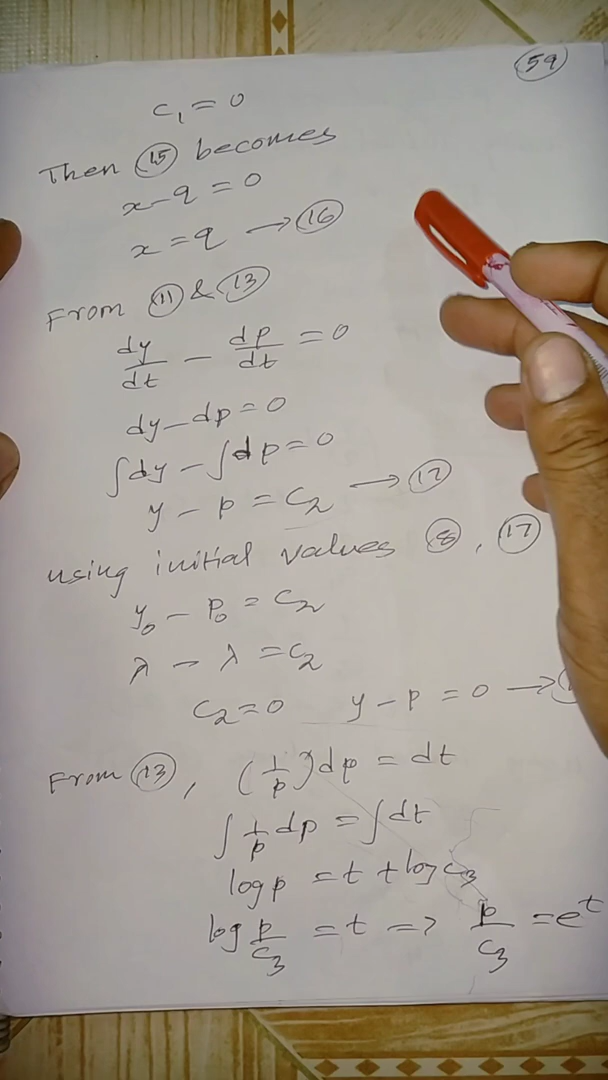 59
c₁ = 0
Then (15) becomes
x - q = 0
x = q → (16)
From (11) & (13)
dy/dt - dp/dt = 0
dy - dp = 0
∫dy - ∫dp = 0
y - p = c₂ → (17)
using initial values (8), (17)
y₀ - p₀ = c₂
λ - λ = c₂
c₂ = 0 y - p = 0 →
From (13), (1/p) dp = dt
∫ 1/p dp = ∫dt
log p = t + log c₃
log p/c₃ = t => p/c₃ = eᵗ